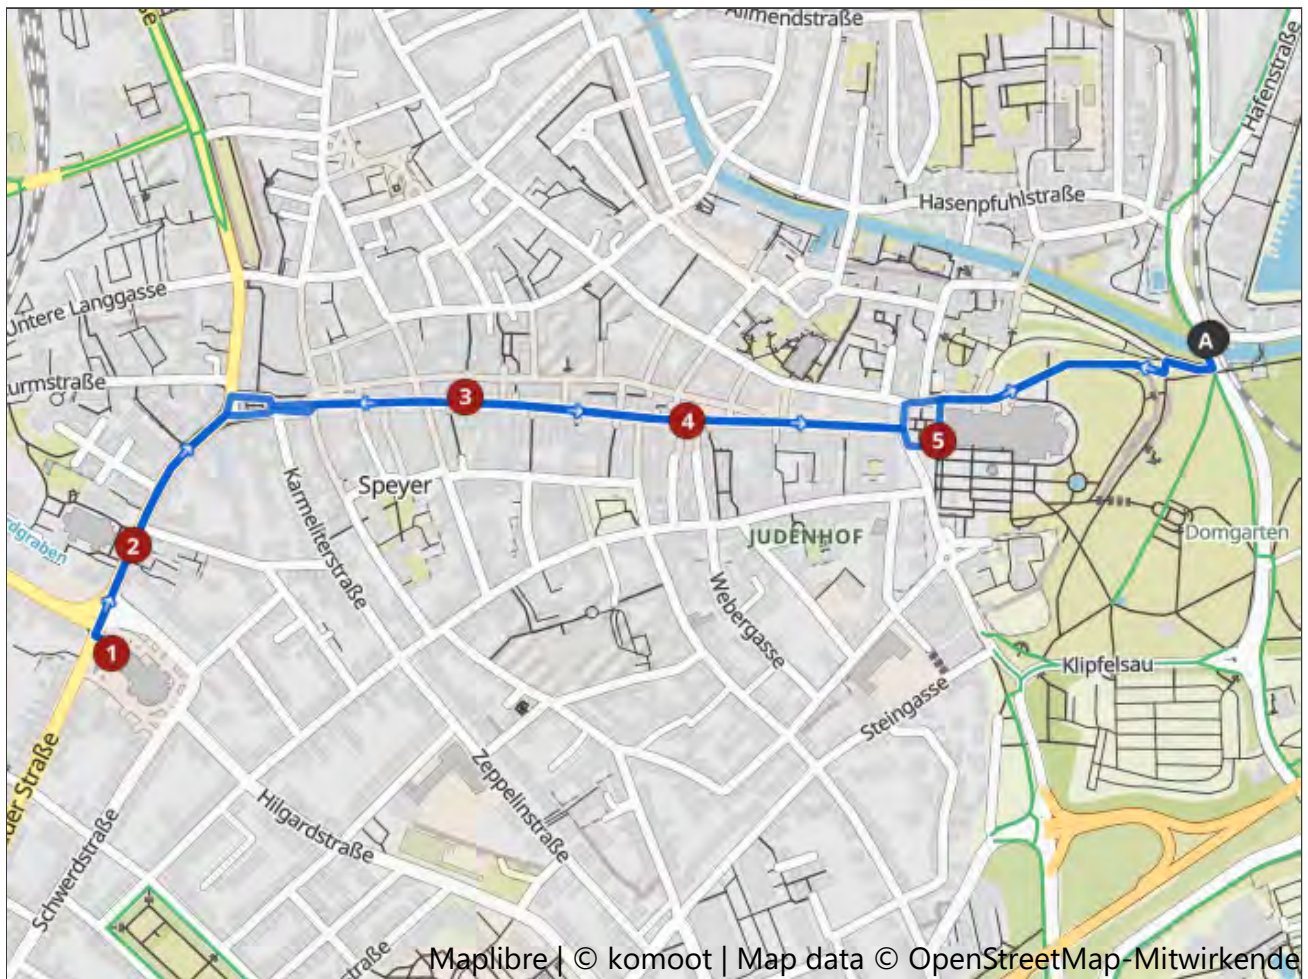 Allmendstraße
Hafenstraße
Hasenpfuhlstraße
Untere Langgasse
A
urmstraße
3
4
5
Karmeliterstraße
Speyer
2
rdgraben
JUDENHOF
Domgarten
1
Webergasse
Klipfelsau
Steingasse
der Straße
Zeppelinstraße
Hilgardstraße
Schwerdstraße
traße
Maplibre | © komoot | Map data © OpenStreetMap-Mitwirkende